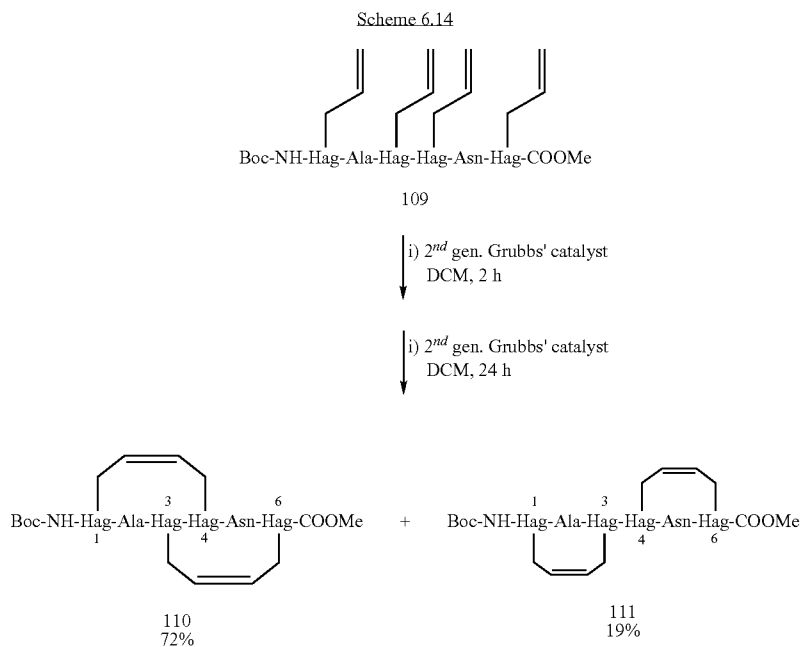 Scheme 6.14
Boc-NH-Hag-Ala-Hag-Hag-Asn-Hag-COOMe
109
i) 2nd gen. Grubbs' catalyst
DCM, 2 h
i) 2nd gen. Grubbs' catalyst
DCM, 24 h
3 6
Boc-NH-Hag-Ala-Hag-Hag-Asn-Hag-COOMe
1 4
110
72%
+
1 3
Boc-NH-Hag-Ala-Hag-Hag-Asn-Hag-COOMe
4 6
111
19%